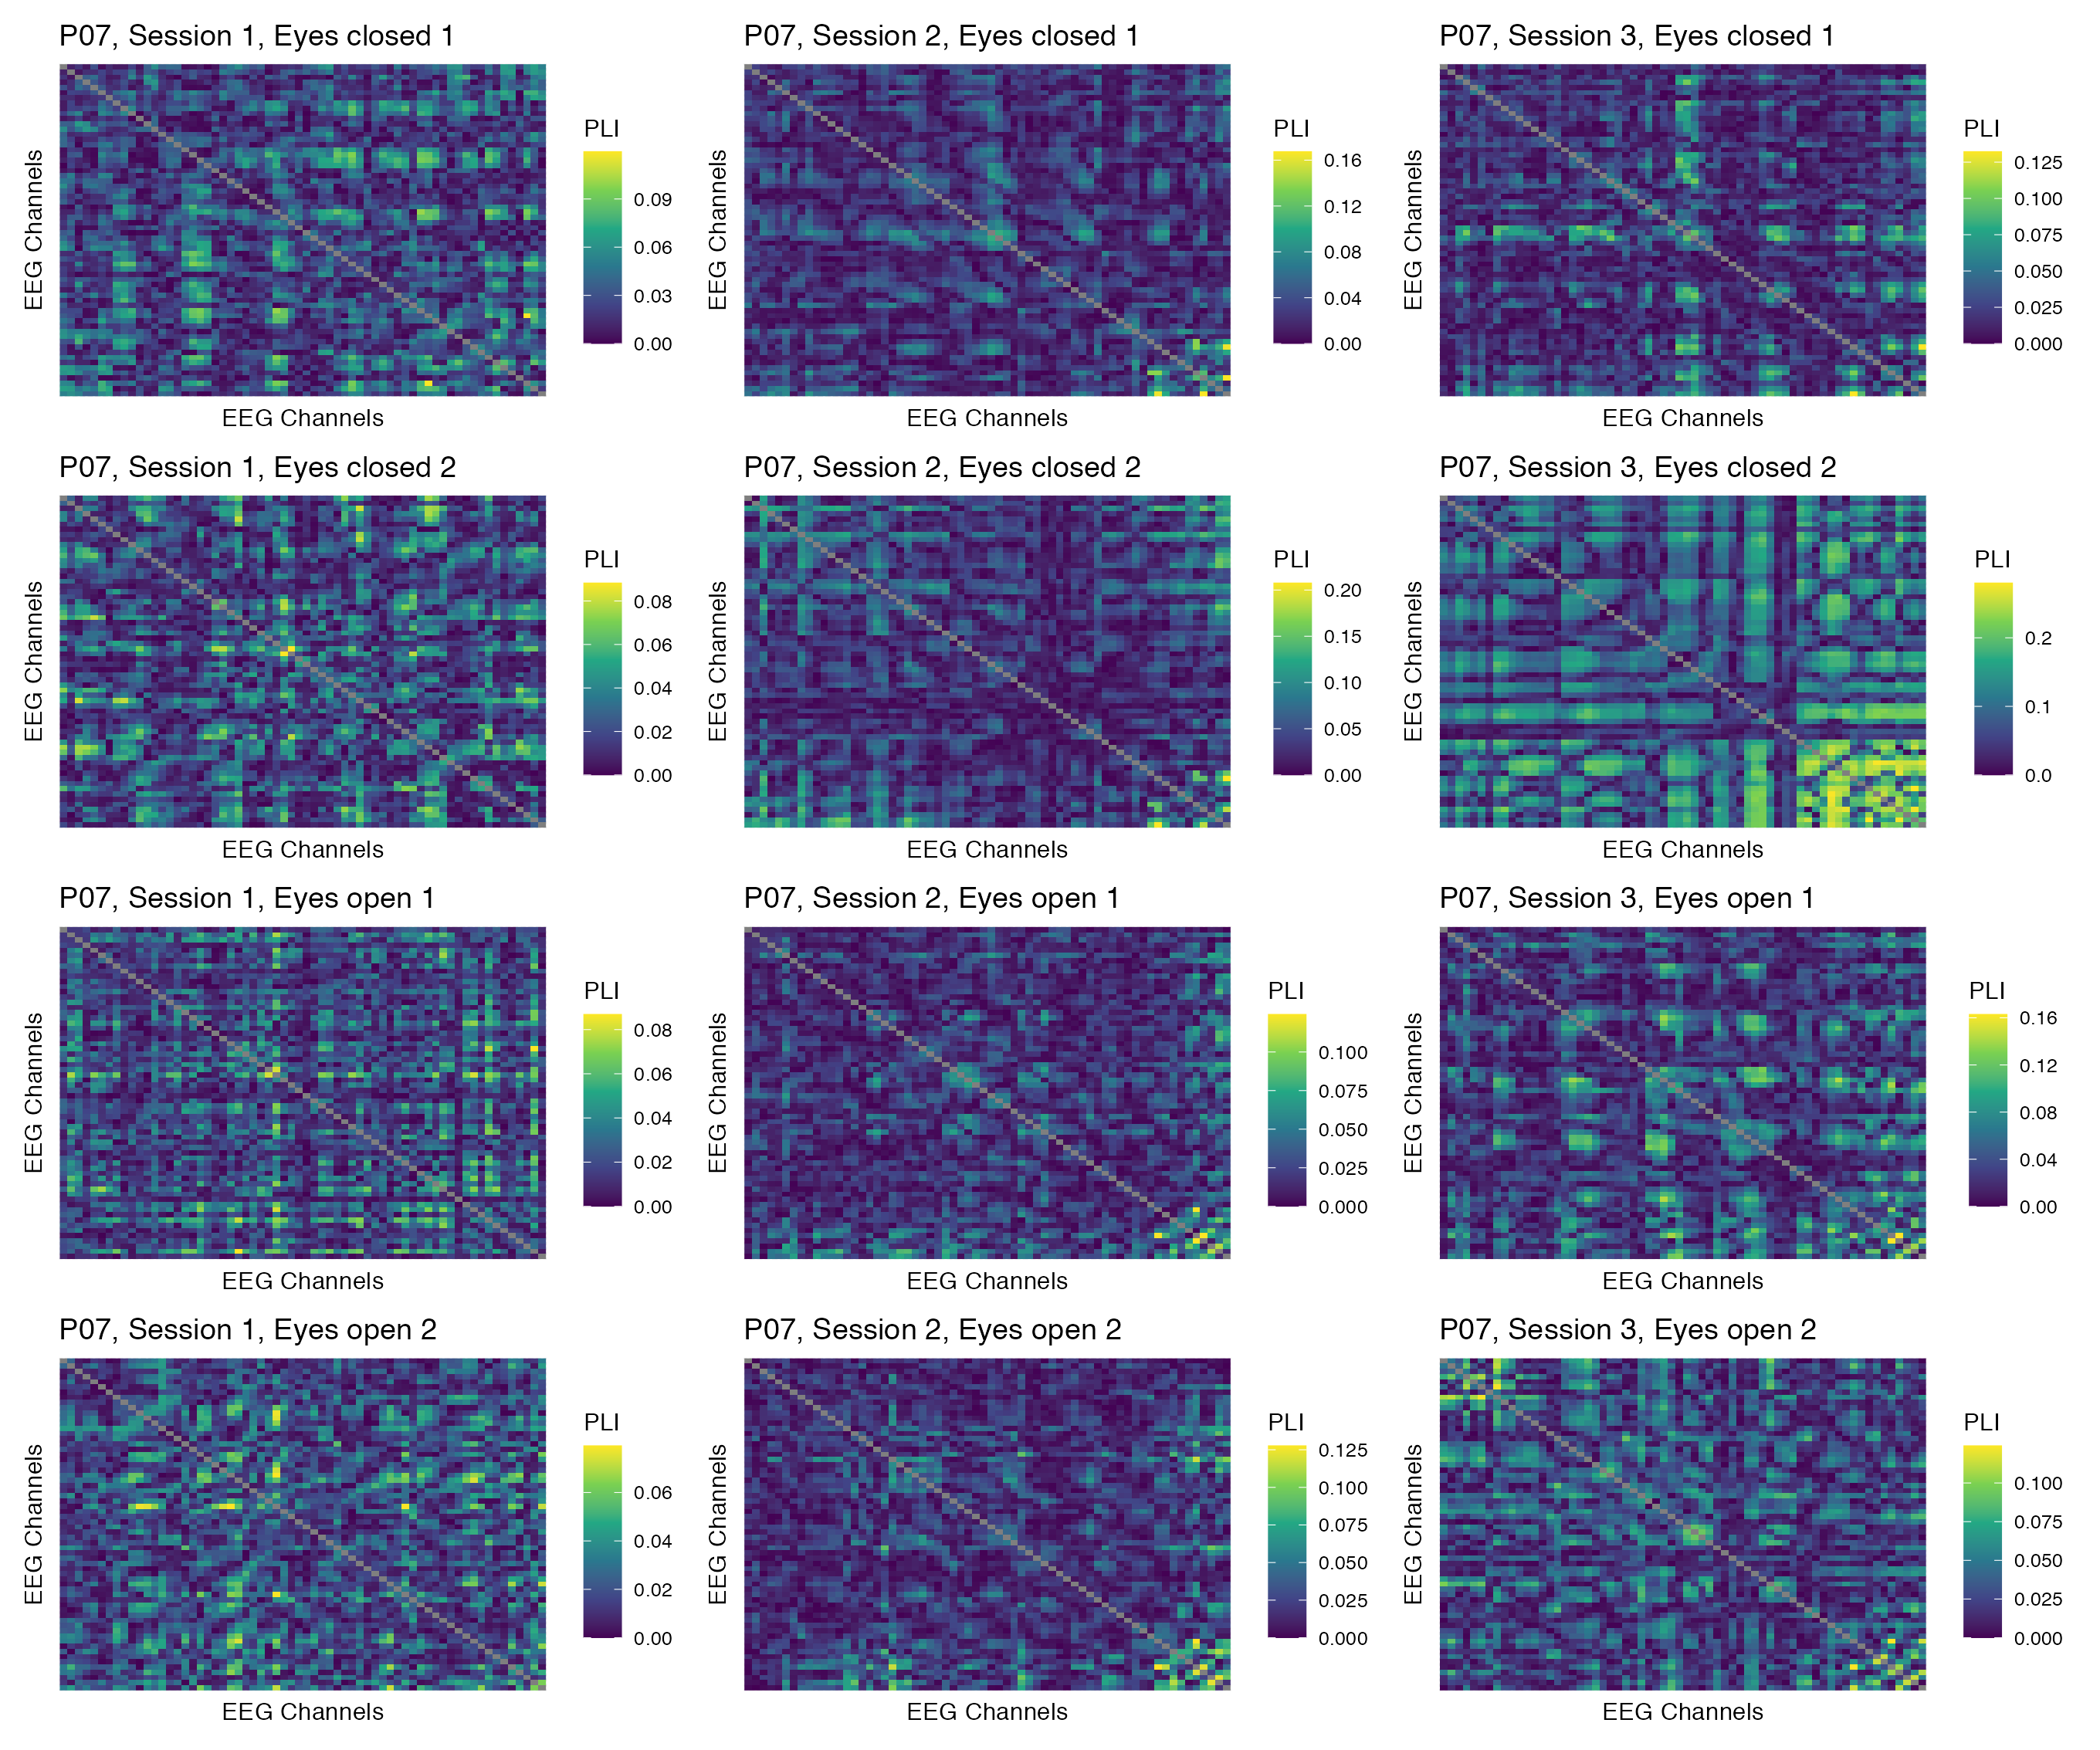 P07, Session 1, Eyes closed 1
EEG Channels
EEG Channels
PLI
0.09
0.06
0.03
0.00
P07, Session 2, Eyes closed 1
EEG Channels
EEG Channels
PLI
0.16
0.12
0.08
0.04
0.00
P07, Session 3, Eyes closed 1
EEG Channels
EEG Channels
PLI
0.125
0.100
0.075
0.050
0.025
0.000
P07, Session 1, Eyes closed 2
EEG Channels
EEG Channels
PLI
0.08
0.06
0.04
0.02
0.00
P07, Session 2, Eyes closed 2
EEG Channels
EEG Channels
PLI
0.20
0.15
0.10
0.05
0.00
P07, Session 3, Eyes closed 2
EEG Channels
EEG Channels
PLI
0.2
0.1
0.0
P07, Session 1, Eyes open 1
EEG Channels
EEG Channels
PLI
0.08
0.06
0.04
0.02
0.00
P07, Session 2, Eyes open 1
EEG Channels
EEG Channels
PLI
0.100
0.075
0.050
0.025
0.000
P07, Session 3, Eyes open 1
EEG Channels
EEG Channels
PLI
0.16
0.12
0.08
0.04
0.00
P07, Session 1, Eyes open 2
EEG Channels
EEG Channels
PLI
0.06
0.04
0.02
0.00
P07, Session 2, Eyes open 2
EEG Channels
EEG Channels
PLI
0.125
0.100
0.075
0.050
0.025
0.000
P07, Session 3, Eyes open 2
EEG Channels
EEG Channels
PLI
0.100
0.075
0.050
0.025
0.000